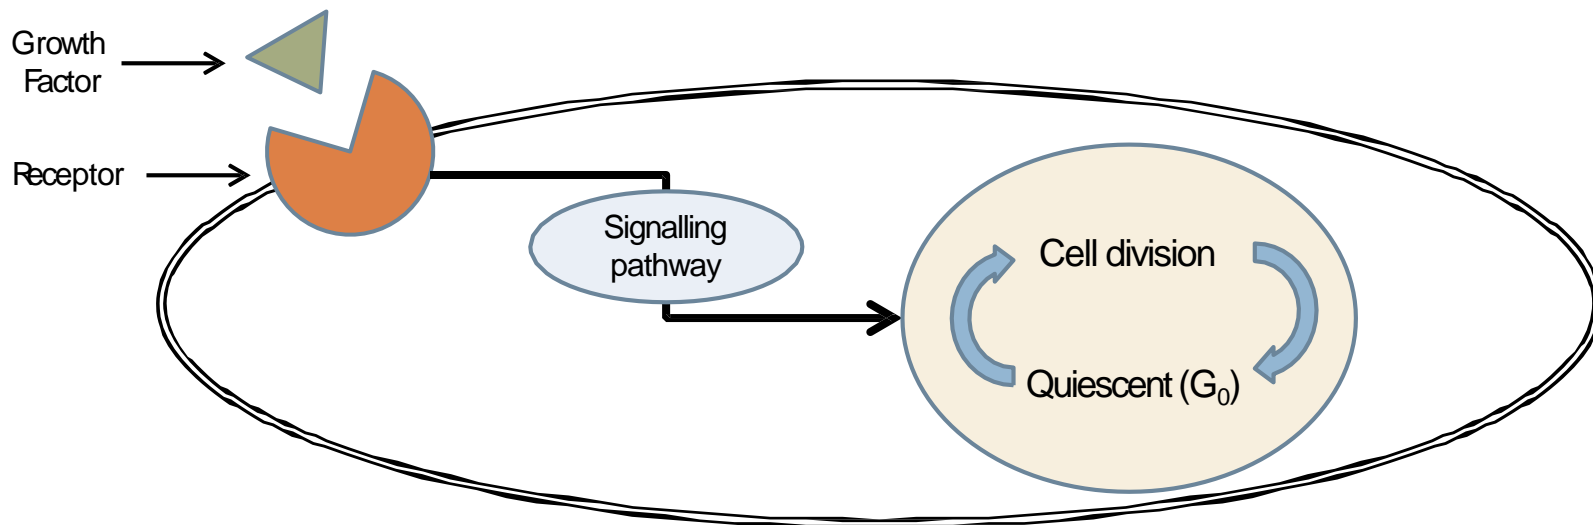 Growth
Factor
Receptor
Signalling
pathway
Cell division
Quiescent (G₀)